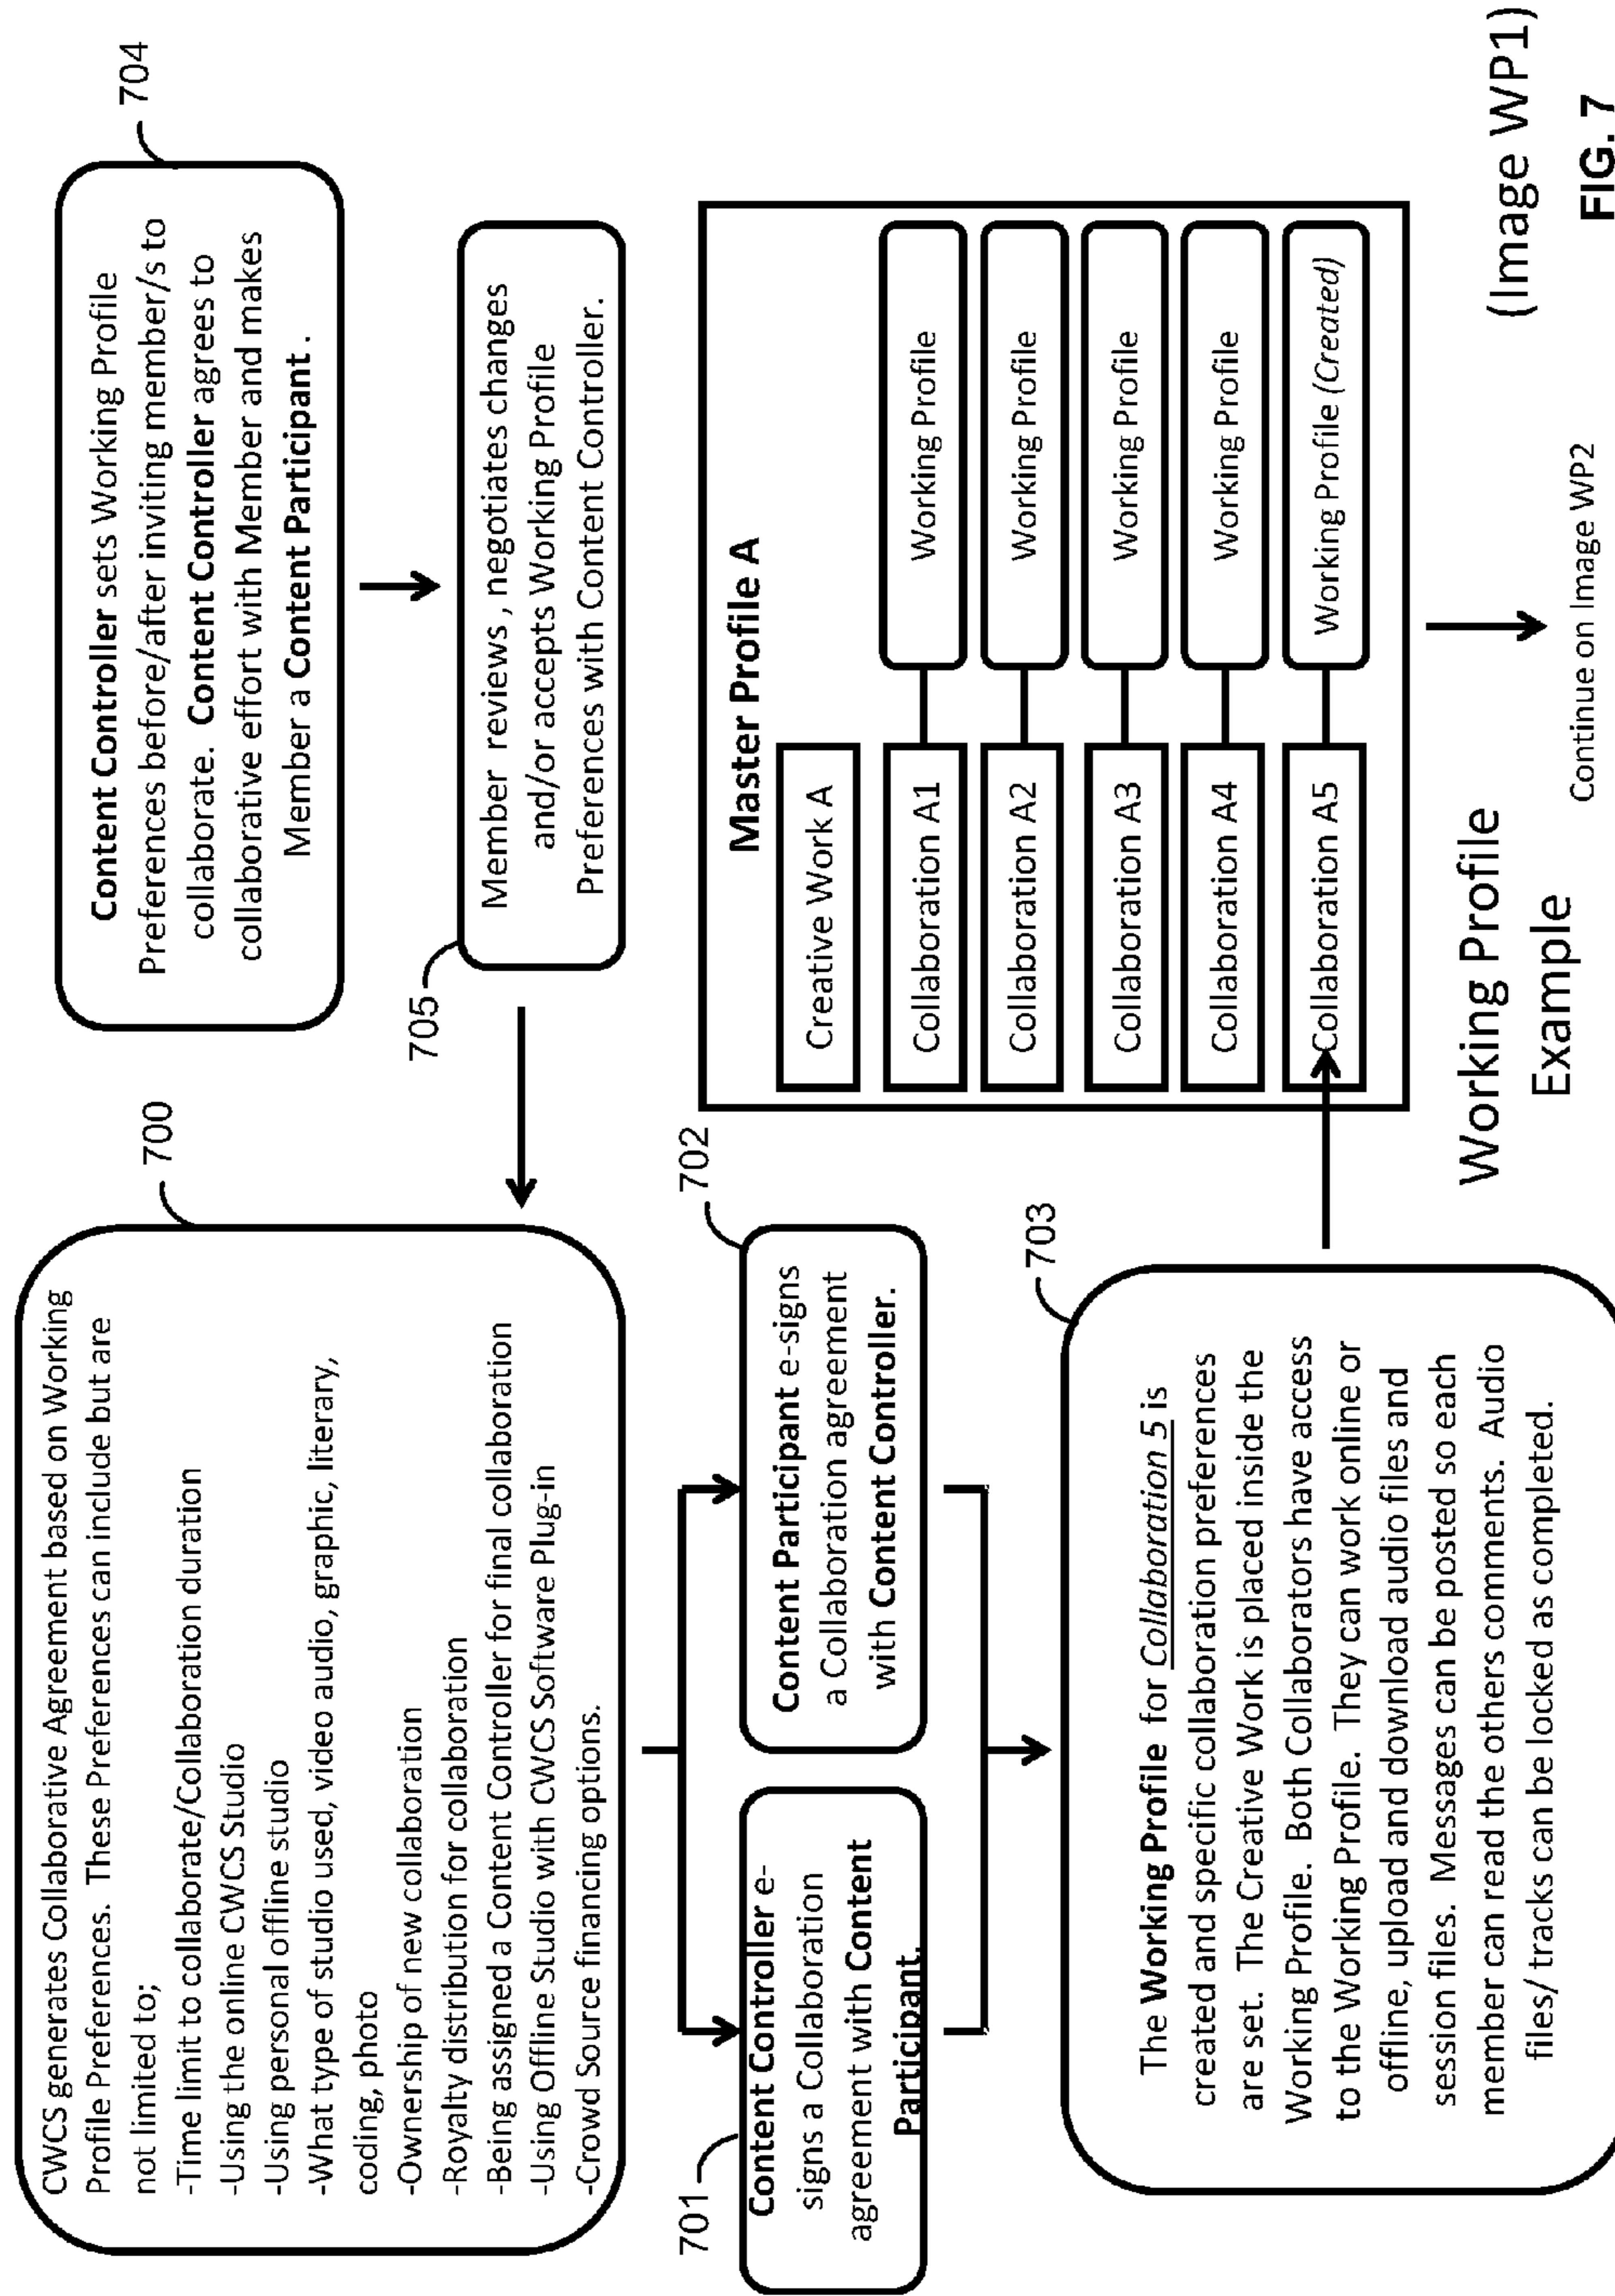 CWCS generates Collaborative Agreement based on Working
Profile Preferences.  These Preferences can include but are
not limited to;
-Time limit to collaborate/Collaboration duration
-Using the online CWCS Studio
-Using personal offline studio
-What type of studio used, video audio, graphic, literary,
coding, photo
-Ownership of new collaboration
-Royalty distribution for collaboration
-Being assigned a Content Controller for final collaboration
-Using Offline Studio with CWCS Software Plug-in
-Crowd Source financing options.
700
Content Controller sets Working Profile
Preferences before/after inviting member/s to
collaborate.  Content Controller agrees to
collaborative effort with Member and makes
Member a Content Participant .
704
705
Member reviews , negotiates changes
and/or accepts Working Profile
Preferences with Content Controller.
701
Content Controller e-
signs a Collaboration
agreement with Content
Participant.
702
Content Participant e-signs
a Collaboration agreement
with Content Controller.
703
The Working Profile for Collaboration 5 is
created and specific collaboration preferences
are set.  The Creative Work is placed inside the
Working Profile.  Both Collaborators have access
to the Working Profile.  They can work online or
offline, upload and download audio files and
session files.  Messages can be posted so each
member can read the others comments.  Audio
files/ tracks can be locked as completed.
Master Profile A
Creative Work A
Collaboration A1
Working Profile
Collaboration A2
Working Profile
Collaboration A3
Working Profile
Collaboration A4
Working Profile
Collaboration A5
Working Profile (Created)
Working Profile
Example
Continue on Image WP2
(Image WP1)
FIG. 7